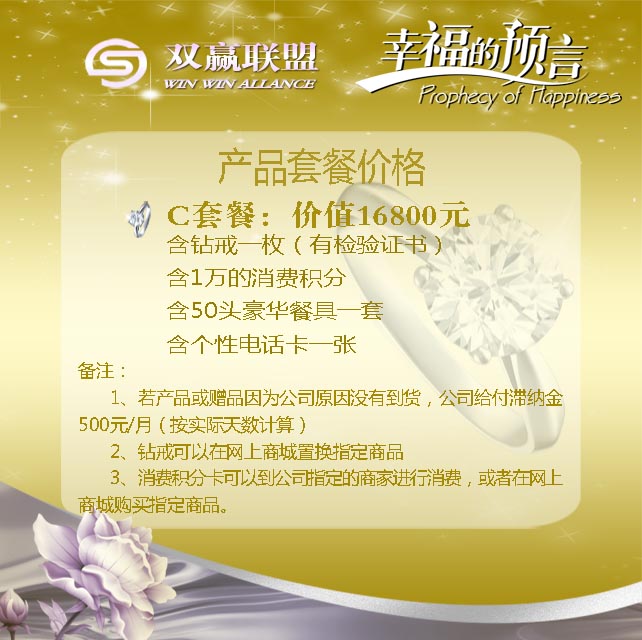 双赢联盟
WIN WIN ALLANCE
幸福的预言
Prophecy of Happiness
产品套餐价格
C套餐：价值16800元
含钻戒一枚（有检验证书）
含1万的消费积分
含50头豪华餐具一套
含个性电话卡一张
备注：
1、若产品或赠品因为公司原因没有到货，公司给付滞纳金
500元/月（按实际天数计算）
2、钻戒可以在网上商城置换指定商品
3、消费积分卡可以到公司指定的商家进行消费，或者在网上
商城购买指定商品。